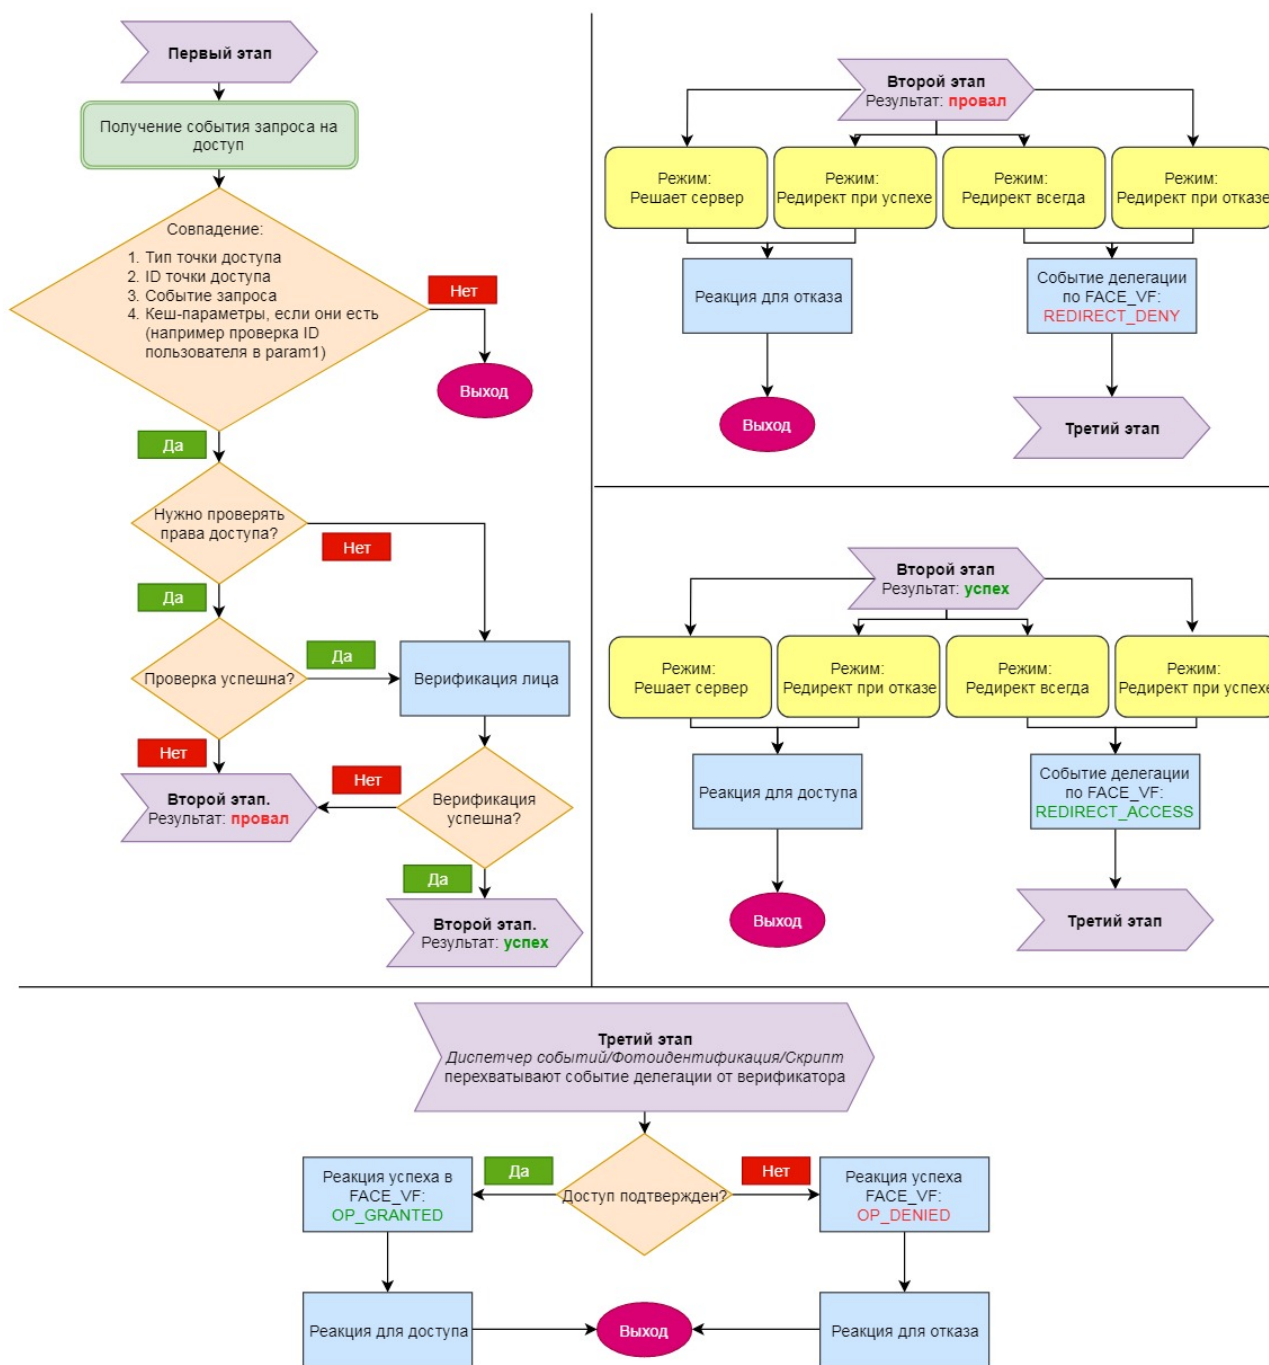 Первый этап
Получение события запроса на
доступ
Совпадение:
1. Тип точки доступа
2. ID точки доступа
3. Событие запроса
4. Кеш-параметры, если они есть
(например проверка ID
пользователя в param1)
Нет
Выход
Да
Нужно проверять
права доступа?
Нет
Да
Проверка успешна?
Да
Верификация лица
Нет
Второй этап.
Результат: провал
Нет
Верификация
успешна?
Да
Второй этап.
Результат: успех
Второй этап
Результат: провал
Режим:
Решает сервер
Режим:
Редирект при успехе
Режим:
Редирект всегда
Режим:
Редирект при отказе
Реакция для отказа
Событие делегации
по FACE_VF:
REDIRECT_DENY
Выход
Третий этап
Второй этап
Результат: успех
Режим:
Решает сервер
Режим:
Редирект при отказе
Режим:
Редирект всегда
Режим:
Редирект при успехе
Реакция для доступа
Событие делегации
по FACE_VF:
REDIRECT_ACCESS
Выход
Третий этап
Третий этап
Диспетчер событий/Фотоидентификация/Скрипт
перехватывают событие делегации от верификатора
Реакция успеха в
FACE_VF:
OP_GRANTED
Да
Доступ подтвержден?
Нет
Реакция успеха
FACE_VF:
OP_DENIED
Реакция для доступа
Выход
Реакция для отказа